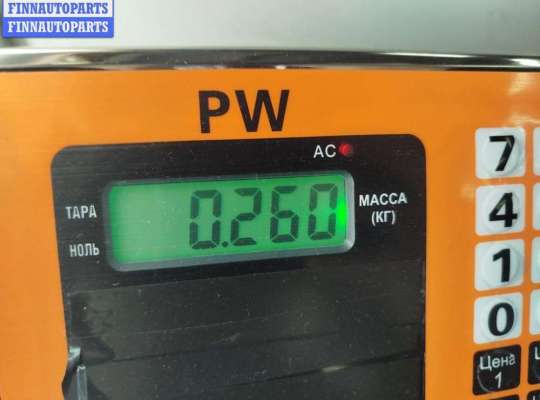 FINNAUTOPARTS
FINNAUTOPARTS
PW
AC
ТАРА
НОЛЬ
0.260
МАССА
(КГ)
7
4
1
0
Цена
1